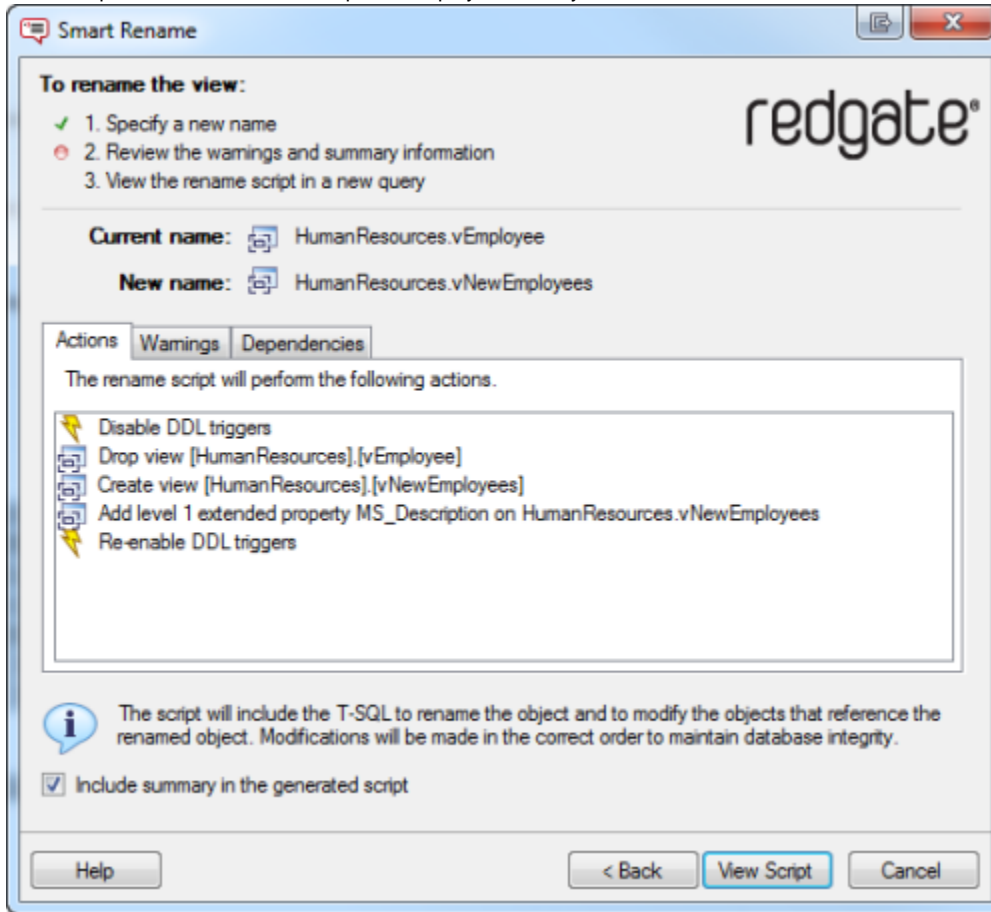 Smart Rename
To rename the view:
1. Specify a new name
2. Review the warnings and summary information
3. View the rename script in a new query
redgate®
Current name: HumanResources.vEmployee
New name: HumanResources.vNewEmployees
Actions Warnings Dependencies
The rename script will perform the following actions.
Disable DDL triggers
Drop view [HumanResources].[vEmployee]
Create view [HumanResources].[vNewEmployees]
Add level 1 extended property MS_Description on HumanResources.vNewEmployees
Re-enable DDL triggers
The script will include the T-SQL to rename the object and to modify the objects that reference the
renamed object. Modifications will be made in the correct order to maintain database integrity.
Include summary in the generated script
Help < Back View Script Cancel